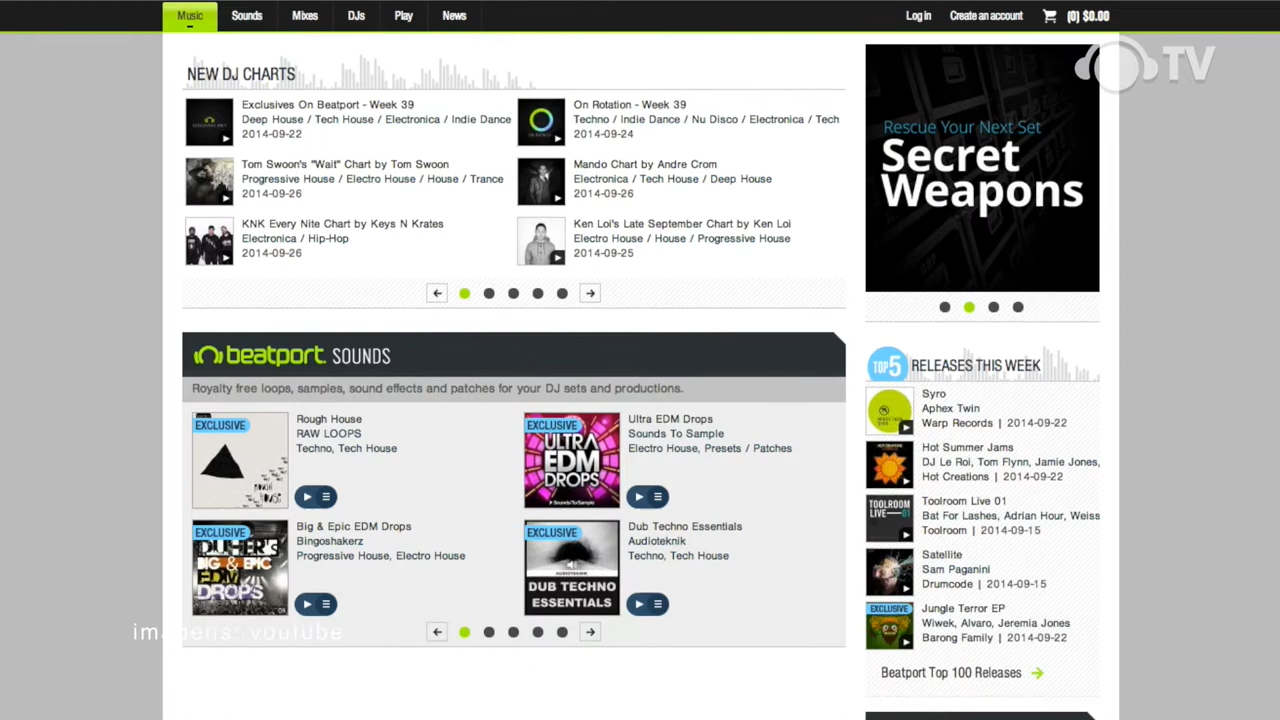 Music Sounds Mixes DJs Play News Log in Create an account (0) $0.00
TV
NEW DJ CHARTS
Exclusives On Beatport - Week 39
Deep House / Tech House / Electronica / Indie Dance
2014-09-22
On Rotation - Week 39
Techno / Indie Dance / Nu Disco / Electronica / Tech
2014-09-24
Tom Swoon's "Wait" Chart by Tom Swoon
Progressive House / Electro House / House / Trance
2014-09-26
Mando Chart by Andre Crom
Electronica / Tech House / Deep House
2014-09-26
KNK Every Nite Chart by Keys N Krates
Electronica / Hip-Hop
2014-09-26
Ken Loi's Late September Chart by Ken Loi
Electro House / House / Progressive House
2014-09-25
Rescue Your Next Set
Secret
Weapons
beatport SOUNDS
Royalty free loops, samples, sound effects and patches for your DJ sets and productions.
EXCLUSIVE
ROUGH
HOUSE
Rough House
RAW LOOPS
Techno, Tech House
EXCLUSIVE
ULTRA
EDM
DROPS
SoundsToSample
Ultra EDM Drops
Sounds To Sample
Electro House, Presets / Patches
EXCLUSIVE
BIG & EPIC
EDM
DROPS
Big & Epic EDM Drops
Bingoshakerz
Progressive House, Electro House
EXCLUSIVE
DUB TECHNO
ESSENTIALS
Dub Techno Essentials
Audioteknik
Techno, Tech House
TOP 5 RELEASES THIS WEEK
Syro
Aphex Twin
Warp Records | 2014-09-22
Hot Summer Jams
DJ Le Roi, Tom Flynn, Jamie Jones,
Hot Creations | 2014-09-22
TOOLROOM
LIVE—01
Toolroom Live 01
Bat For Lashes, Adrian Hour, Weiss
Toolroom | 2014-09-15
Satellite
Sam Paganini
Drumcode | 2014-09-15
EXCLUSIVE
Jungle Terror EP
Wiwek, Alvaro, Jeremia Jones
Barong Family | 2014-09-22
Beatport Top 100 Releases
imagens: youtube